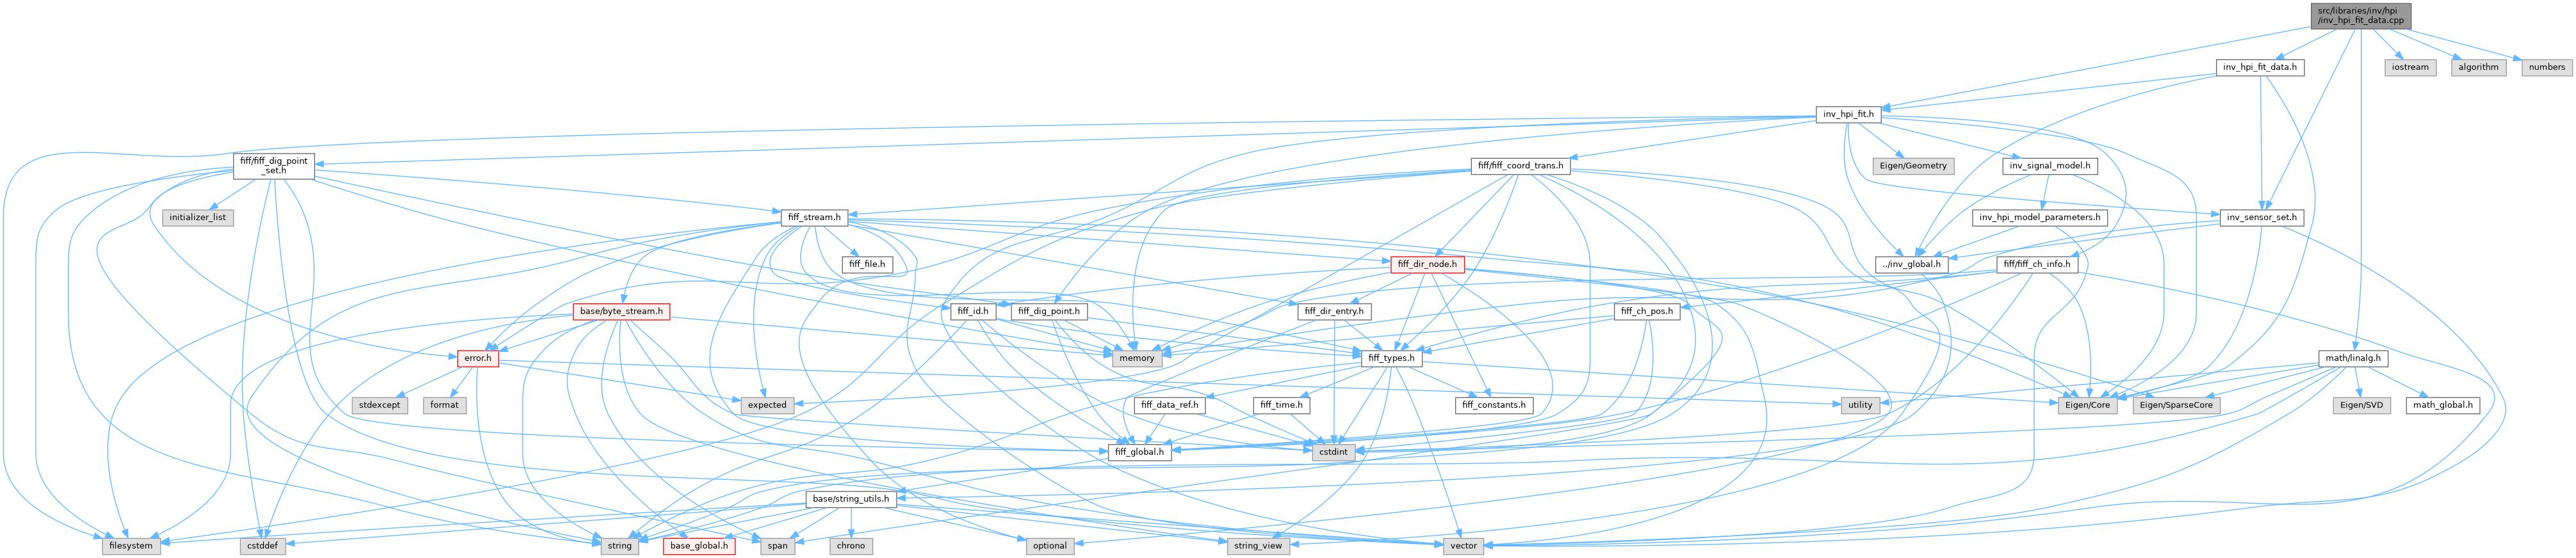 src/libraries/inv/hpi
/inv_hpi_fit_data.cpp
inv_hpi_fit_data.h
iostream
algorithm
numbers
inv_hpi_fit.h
fiff/fiff_dig_point
_set.h
fiff/fiff_coord_trans.h
Eigen/Geometry
inv_signal_model.h
initializer_list
fiff_stream.h
inv_hpi_model_parameters.h
inv_sensor_set.h
fiff_file.h
fiff_dir_node.h
../inv_global.h
fiff/fiff_ch_info.h
base/byte_stream.h
fiff_id.h
fiff_dig_point.h
fiff_dir_entry.h
fiff_ch_pos.h
error.h
memory
fiff_types.h
math/linalg.h
stdexcept
format
expected
fiff_data_ref.h
fiff_time.h
fiff_constants.h
utility
Eigen/Core
Eigen/SparseCore
Eigen/SVD
math_global.h
fiff_global.h
cstdint
base/string_utils.h
filesystem
cstddef
string
base_global.h
span
chrono
optional
string_view
vector